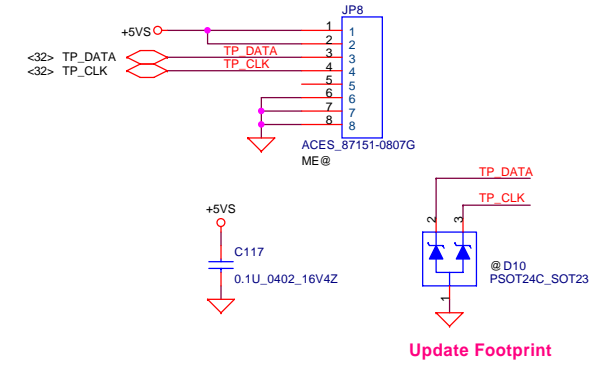 JP8
+5VS
1 1
2 2
<32> TP_DATA TP_DATA 3 3
<32> TP_CLK TP_CLK 4 4
5 5
6 6
7 7
8 8
ACES_87151-0807G
ME@
TP_DATA
TP_CLK
+5VS
2 3
C117
0.1U_0402_16V4Z
@ D10
PSOT24C_SOT23
1
Update Footprint